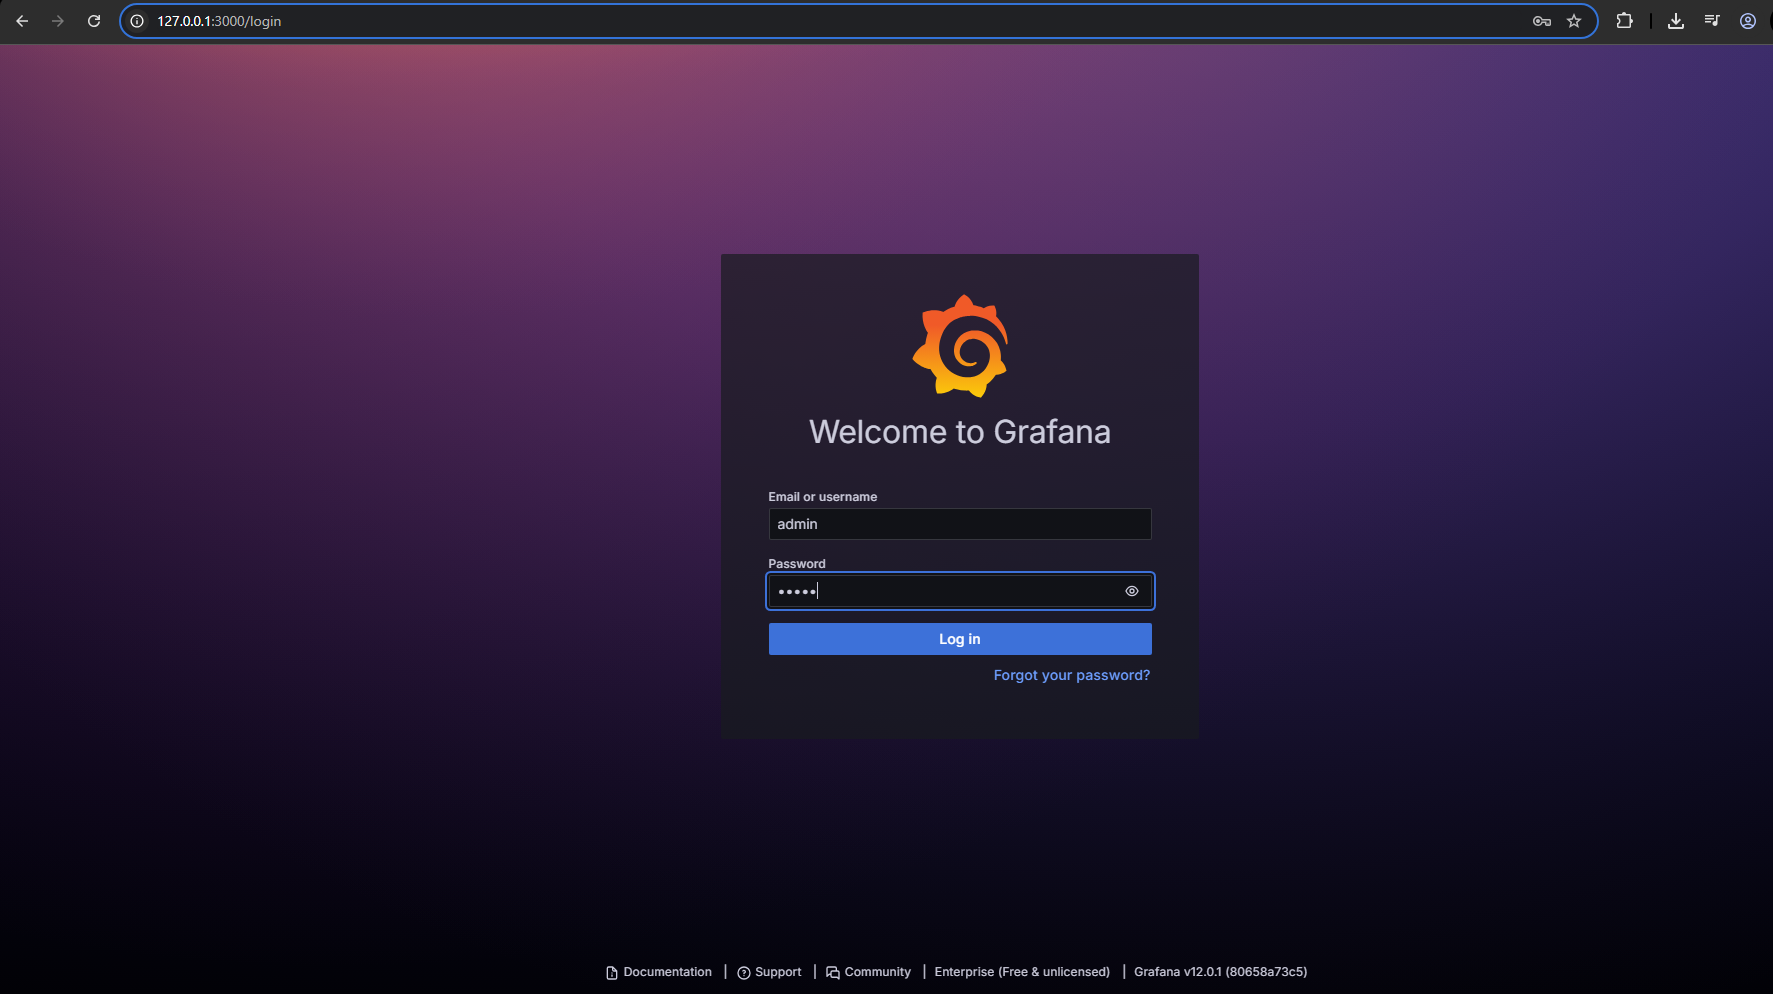 127.0.0.1:3000/login
Welcome to Grafana
Email or username
admin
Password
•••••
Log in
Forgot your password?
Documentation | Support | Community | Enterprise (Free & unlicensed) | Grafana v12.0.1 (80658a73c5)